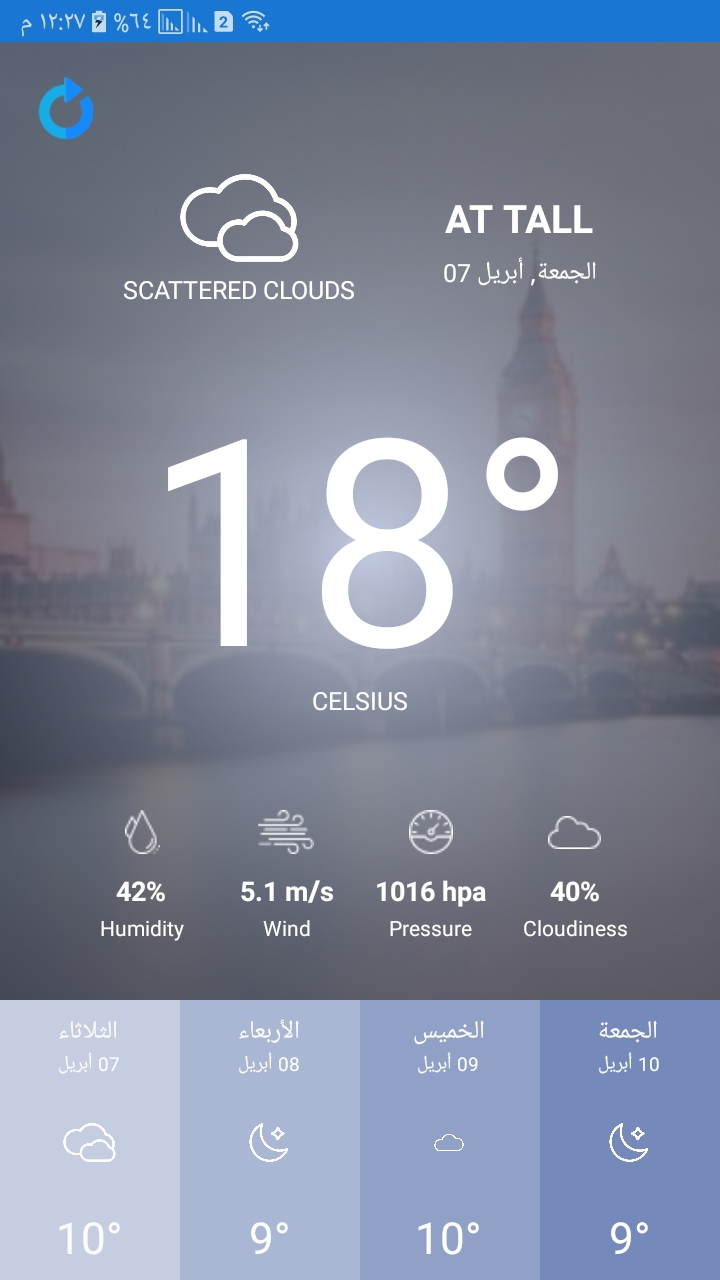 ١٢:٢٧ م %٦٤ 2
AT TALL
الجمعة, أبريل 07
SCATTERED CLOUDS
18°
CELSIUS
42% 5.1 m/s 1016 hpa 40%
Humidity Wind Pressure Cloudiness
الثلاثاء الأربعاء الخميس الجمعة
07 أبريل 08 أبريل 09 أبريل 10 أبريل
10° 9° 10° 9°